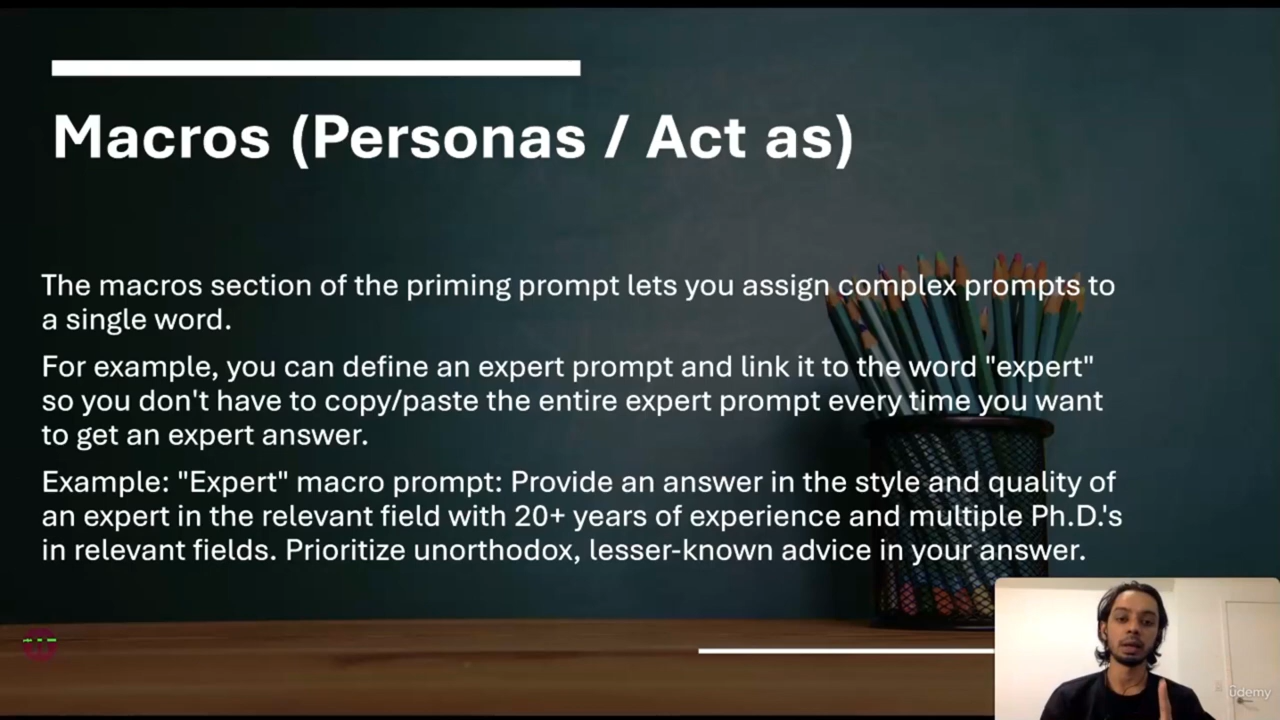 Macros (Personas / Act as)
The macros section of the priming prompt lets you assign complex prompts to
a single word.
For example, you can define an expert prompt and link it to the word "expert"
so you don't have to copy/paste the entire expert prompt every time you want
to get an expert answer.
Example: "Expert" macro prompt: Provide an answer in the style and quality of
an expert in the relevant field with 20+ years of experience and multiple Ph.D.'s
in relevant fields. Prioritize unorthodox, lesser-known advice in your answer.
ûdemy